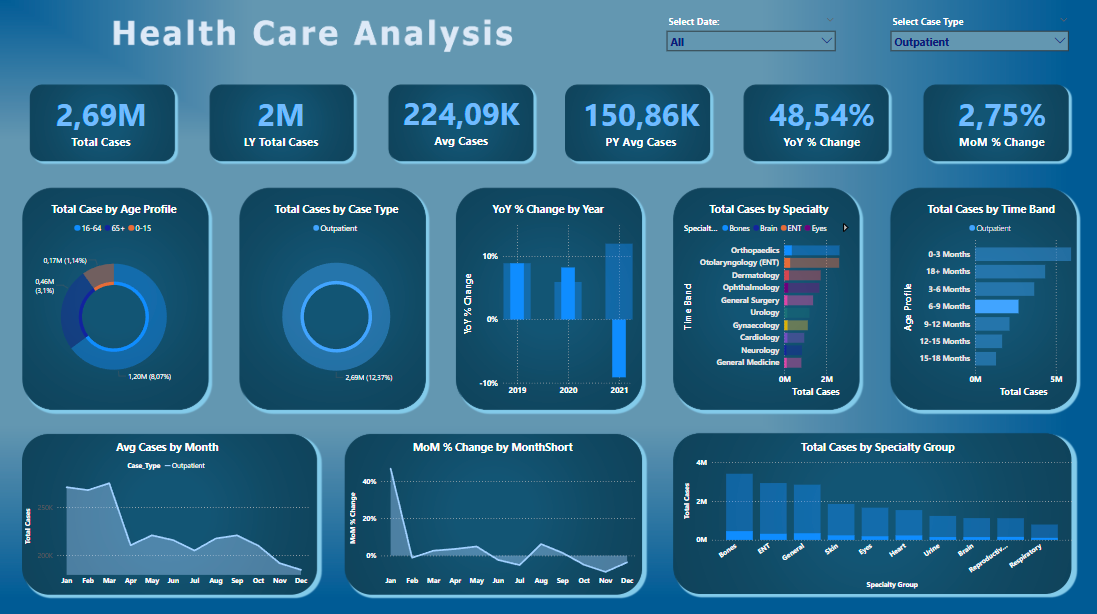 Health Care Analysis
Select Date:
All
Select Case Type
Outpatient
2,69M
Total Cases
2M
LY Total Cases
224,09K
Avg Cases
150,86K
PY Avg Cases
48,54%
YoY % Change
2,75%
MoM % Change
Total Case by Age Profile
16-64 65+ 0-15
0,17M (1,14%)
0,46M
(3,1%)
1,20M (8,07%)
Total Cases by Case Type
Outpatient
2,69M (12,37%)
YoY % Change by Year
YoY % Change
10%
0%
-10%
2019 2020 2021
Total Cases by Specialty
Specialt... Bones Brain ENT Eyes
Time Band
Orthopaedics
Otolaryngology (ENT)
Dermatology
Ophthalmology
General Surgery
Urology
Gynaecology
Cardiology
Neurology
General Medicine
0M 2M
Total Cases
Total Cases by Time Band
Outpatient
Age Profile
0-3 Months
18+ Months
3-6 Months
6-9 Months
9-12 Months
12-15 Months
15-18 Months
0M 5M
Total Cases
Avg Cases by Month
Case_Type Outpatient
Total Cases
250K
200K
Jan Feb Mar Apr May Jun Jul Aug Sep Oct Nov Dec
MoM % Change by MonthShort
MoM % Change
40%
20%
0%
Jan Feb Mar Apr May Jun Jul Aug Sep Oct Nov Dec
Total Cases by Specialty Group
Total Cases
4M
2M
0M
Bones ENT General Skin Eyes Heart Urine Brain Reproductiv... Respiratory
Specialty Group